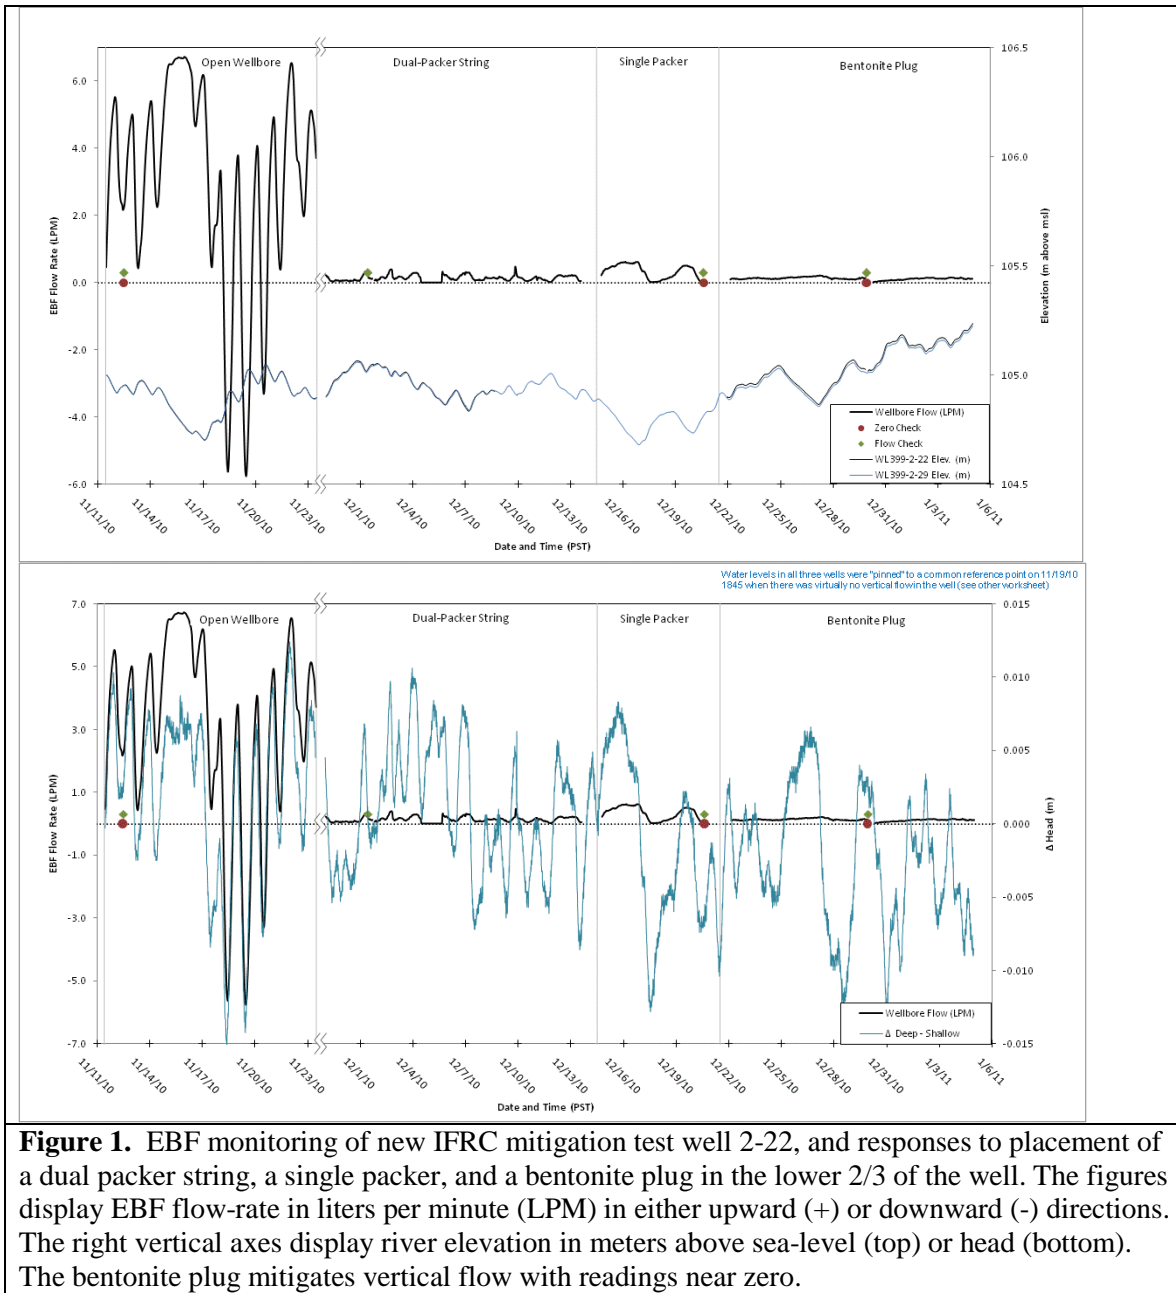 Open Wellbore
Dual-Packer String
Single Packer
Bentonite Plug
6.0
4.0
2.0
0.0
-2.0
-4.0
-6.0
EBF Flow Rate (LPM)
106.5
106.0
105.5
105.0
104.5
Elevation (m above msl)
Wellbore Flow (LPM)
Zero Check
Flow Check
WL399-2-22 Elev. (m)
WL399-2-29 Elev. (m)
11/11/10
11/14/10
11/17/10
11/20/10
11/23/10
12/1/10
12/4/10
12/7/10
12/10/10
12/13/10
12/16/10
12/19/10
12/22/10
12/28/10
12/31/10
1/3/11
1/6/11
Date and Time (PST)
Water levels in all three wells were "pinned" to a common reference point on 11/19/10
1845 when there was virtually no vertical flow in the well (see other worksheet)
Open Wellbore
Dual-Packer String
Single Packer
Bentonite Plug
7.0
5.0
3.0
1.0
-1.0
-3.0
-5.0
-7.0
EBF Flow Rate (LPM)
0.015
0.010
0.005
0.000
-0.005
-0.010
-0.015
Δ Head (m)
Wellbore Flow (LPM)
Δ Deep - Shallow
11/11/10
11/14/10
11/17/10
11/20/10
11/23/10
12/1/10
12/4/10
12/7/10
12/10/10
12/13/10
12/16/10
12/19/10
12/22/10
12/25/10
12/28/10
12/31/10
1/3/11
1/6/11
Date and Time (PST)
Figure 1. EBF monitoring of new IFRC mitigation test well 2-22, and responses to placement of
a dual packer string, a single packer, and a bentonite plug in the lower 2/3 of the well. The figures
display EBF flow-rate in liters per minute (LPM) in either upward (+) or downward (-) directions.
The right vertical axes display river elevation in meters above sea-level (top) or head (bottom).
The bentonite plug mitigates vertical flow with readings near zero.